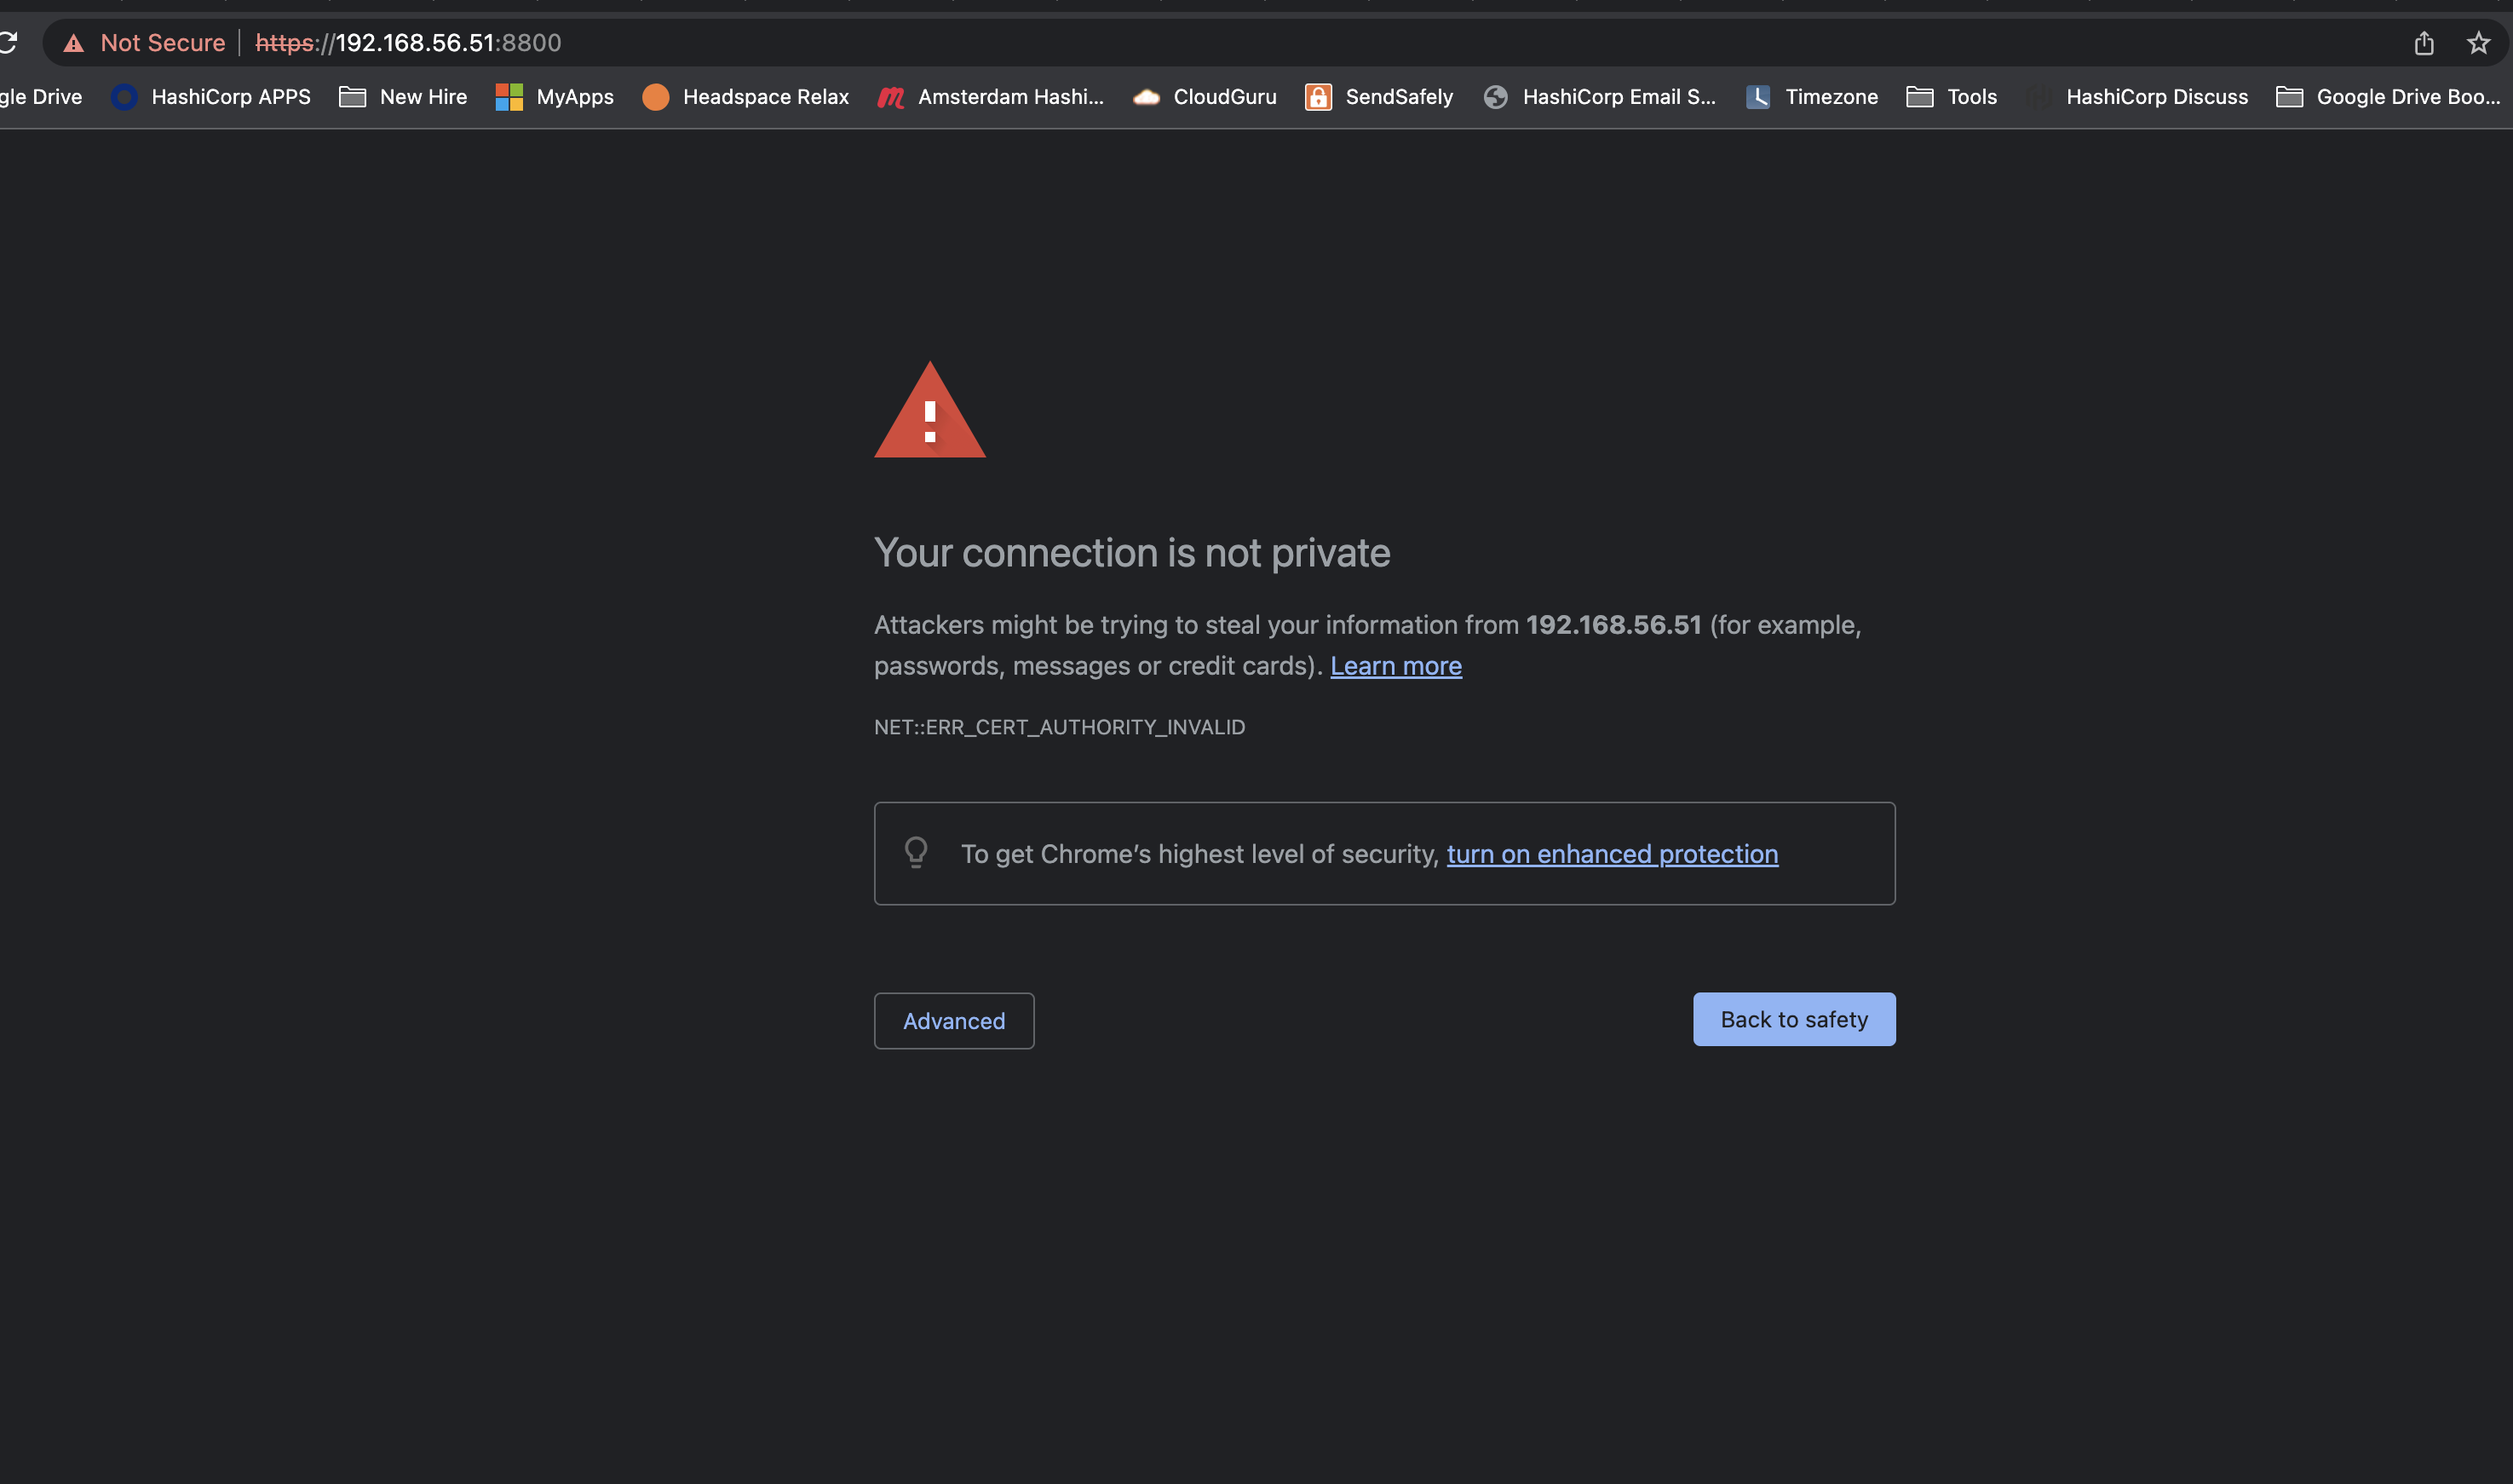 Not Secure | https://192.168.56.51:8800
gle Drive HashiCorp APPS New Hire MyApps Headspace Relax Amsterdam Hashi... CloudGuru SendSafely HashiCorp Email S... Timezone Tools HashiCorp Discuss Google Drive Boo...
Your connection is not private
Attackers might be trying to steal your information from 192.168.56.51 (for example,
passwords, messages or credit cards). Learn more
NET::ERR_CERT_AUTHORITY_INVALID
To get Chrome’s highest level of security, turn on enhanced protection
Advanced Back to safety